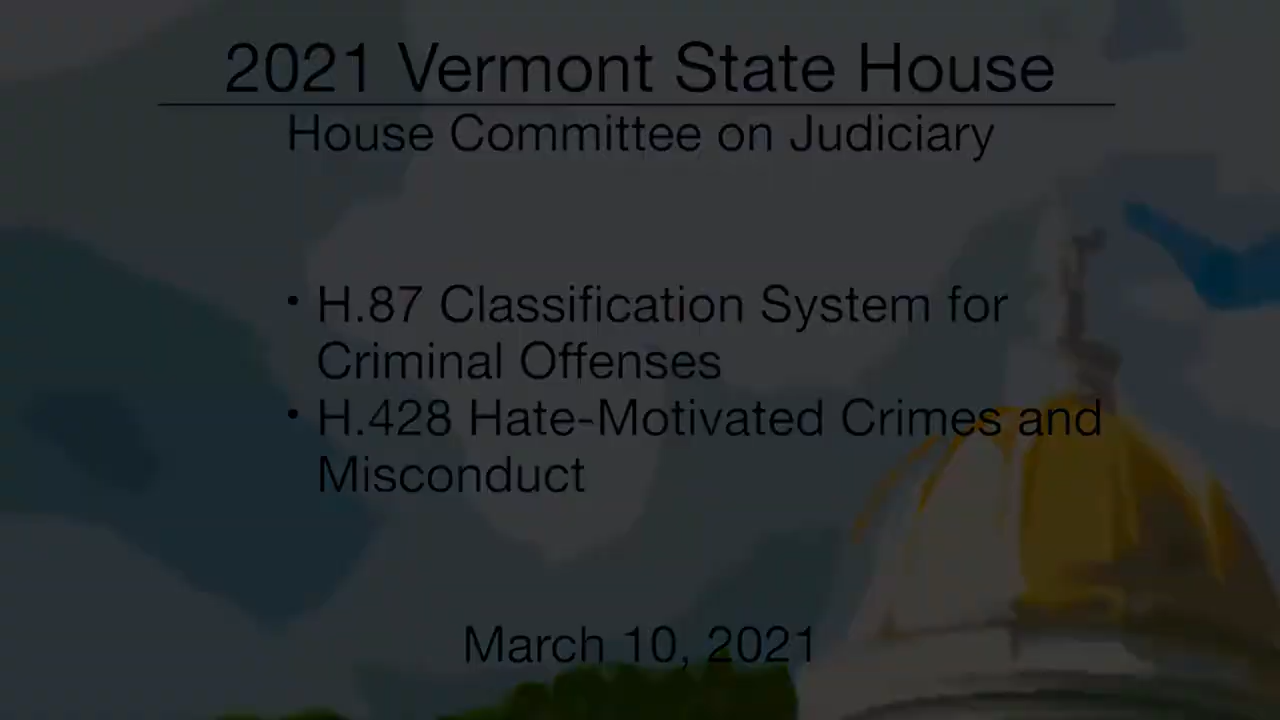 2021 Vermont State House
House Committee on Judiciary
• H.87 Classification System for
Criminal Offenses
• H.428 Hate-Motivated Crimes and
Misconduct
March 10, 2021